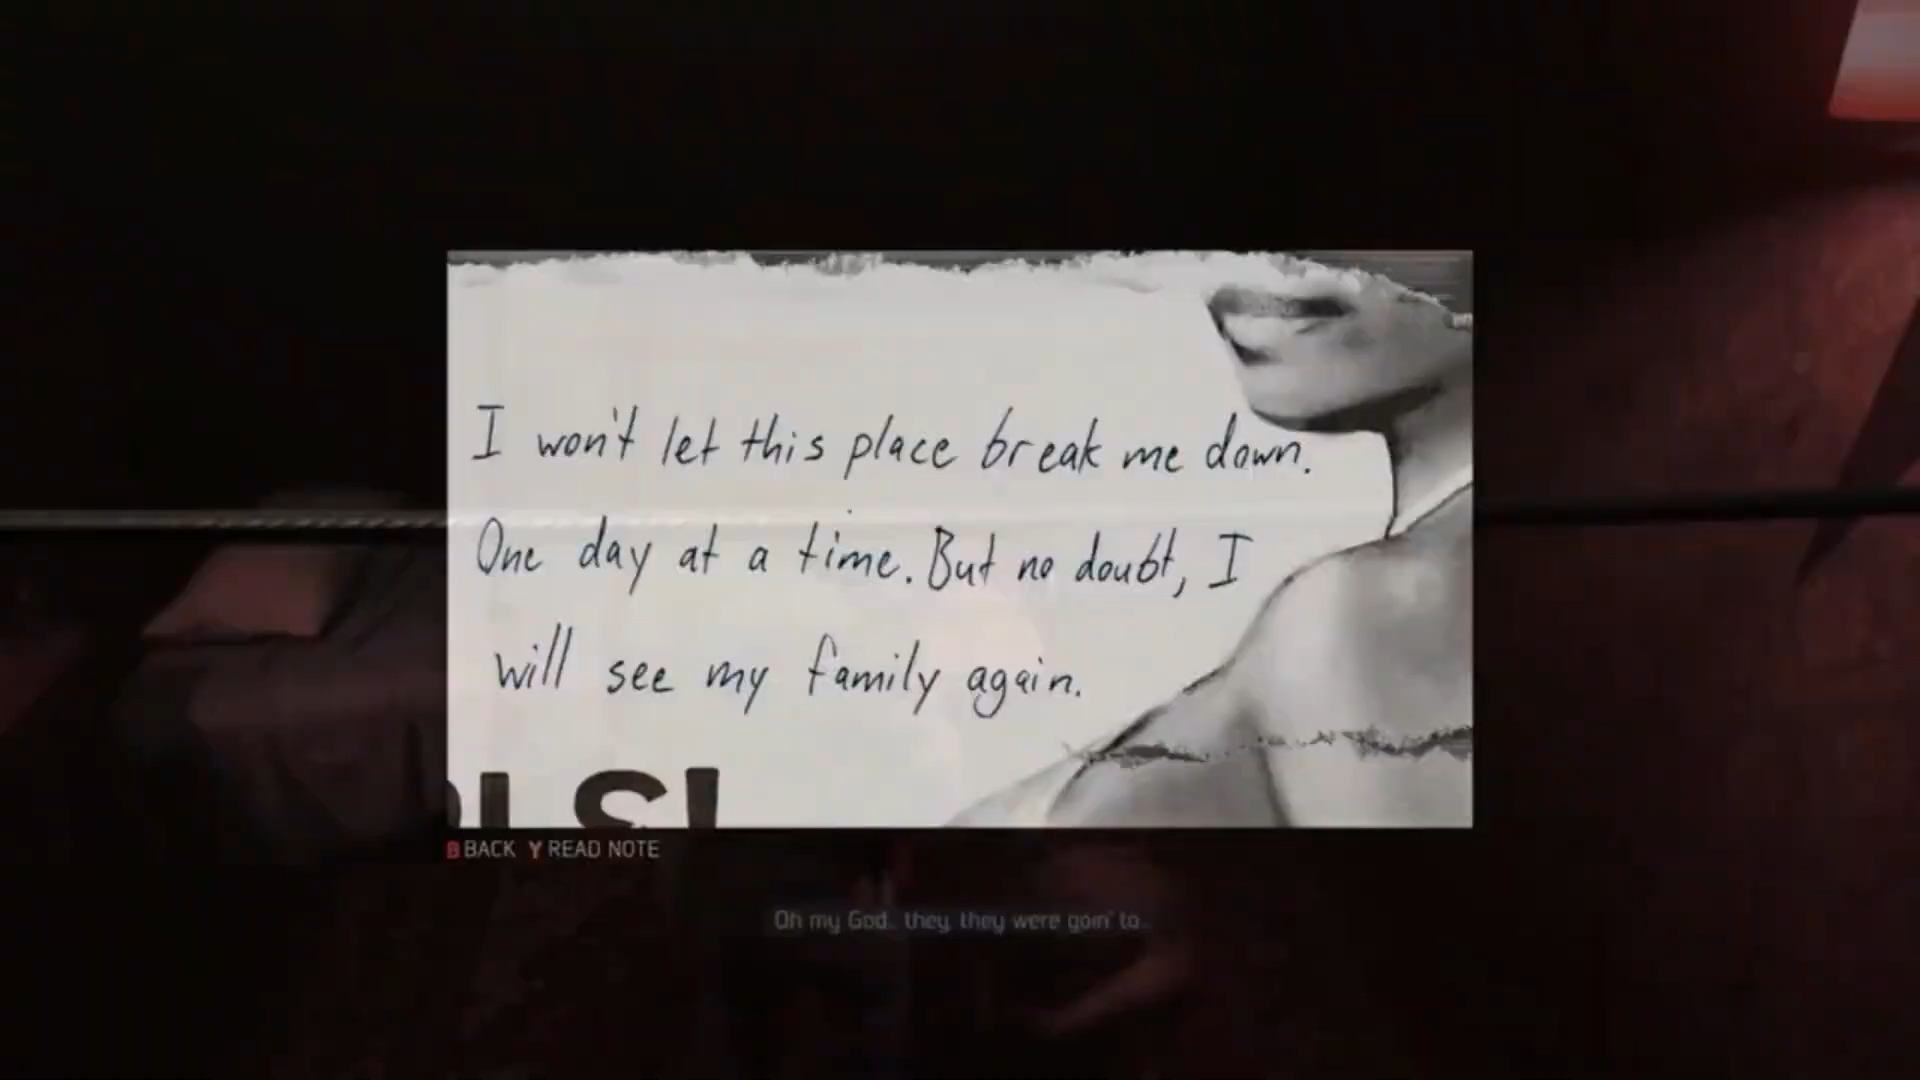 I won't let this place break me down.
One day at a time. But no doubt, I
will see my family again.
LS!
B BACK Y READ NOTE
Oh my God.. they, they were goin' to..